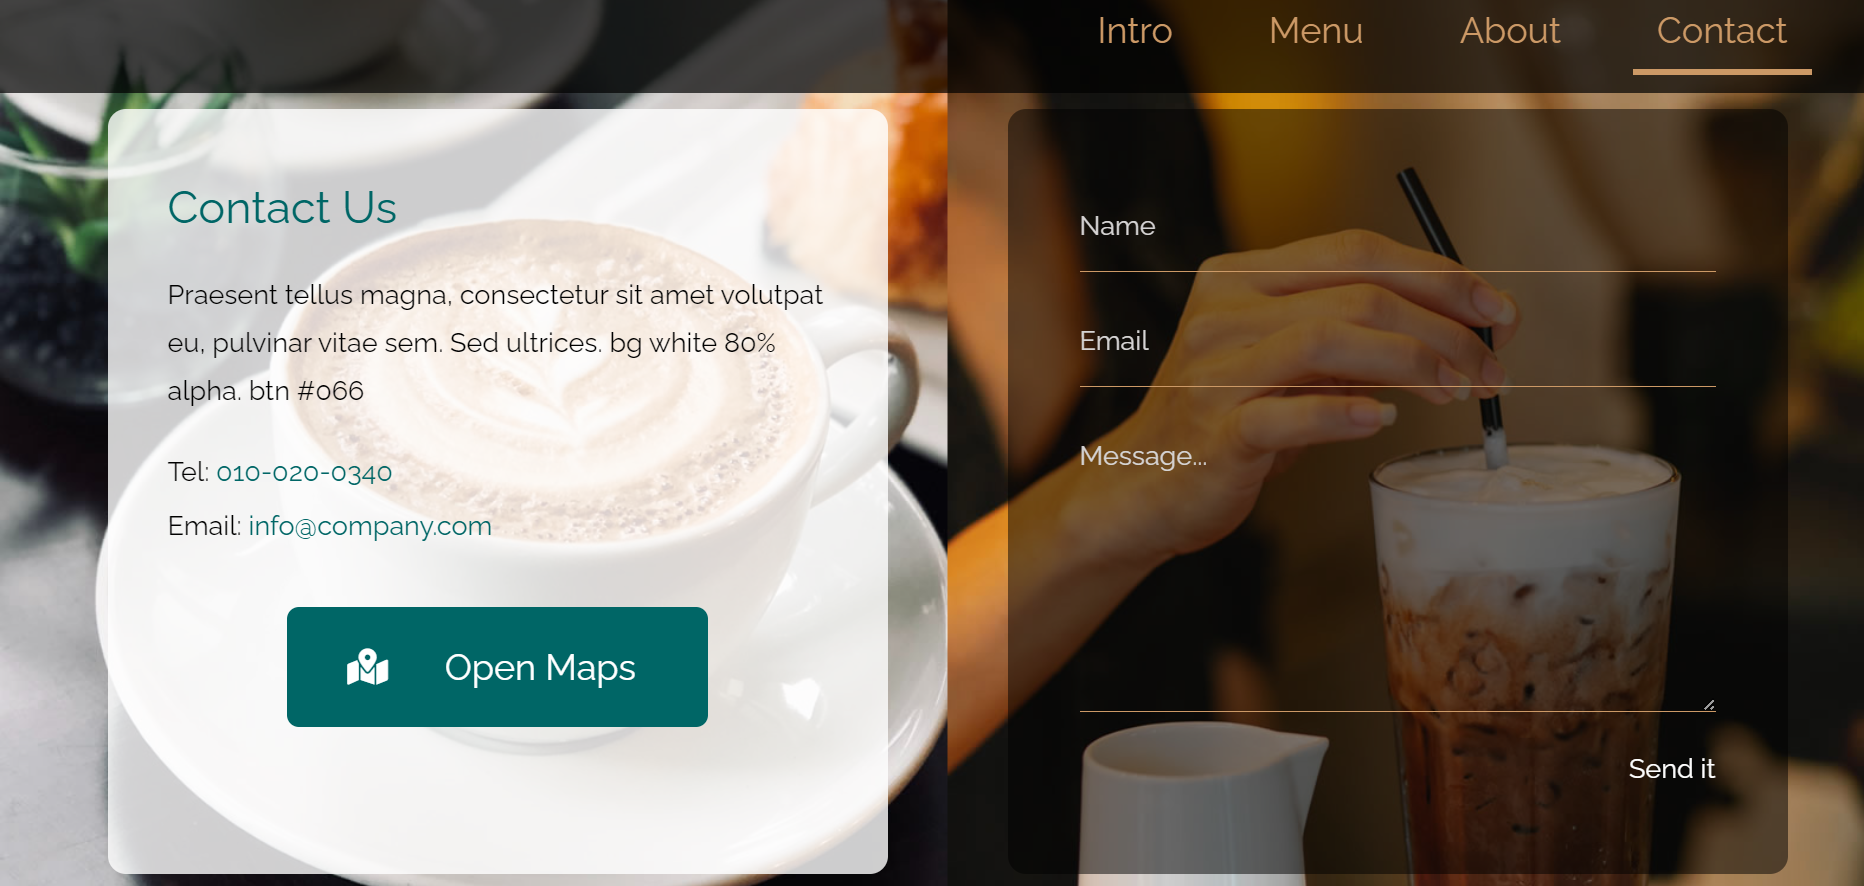 Intro
Menu
About
Contact
Contact Us
Praesent tellus magna, consectetur sit amet volutpat
eu, pulvinar vitae sem. Sed ultrices. bg white 80%
alpha. btn #066
Tel: 010-020-0340
Email: info@company.com
Open Maps
Name
Email
Message...
Send it